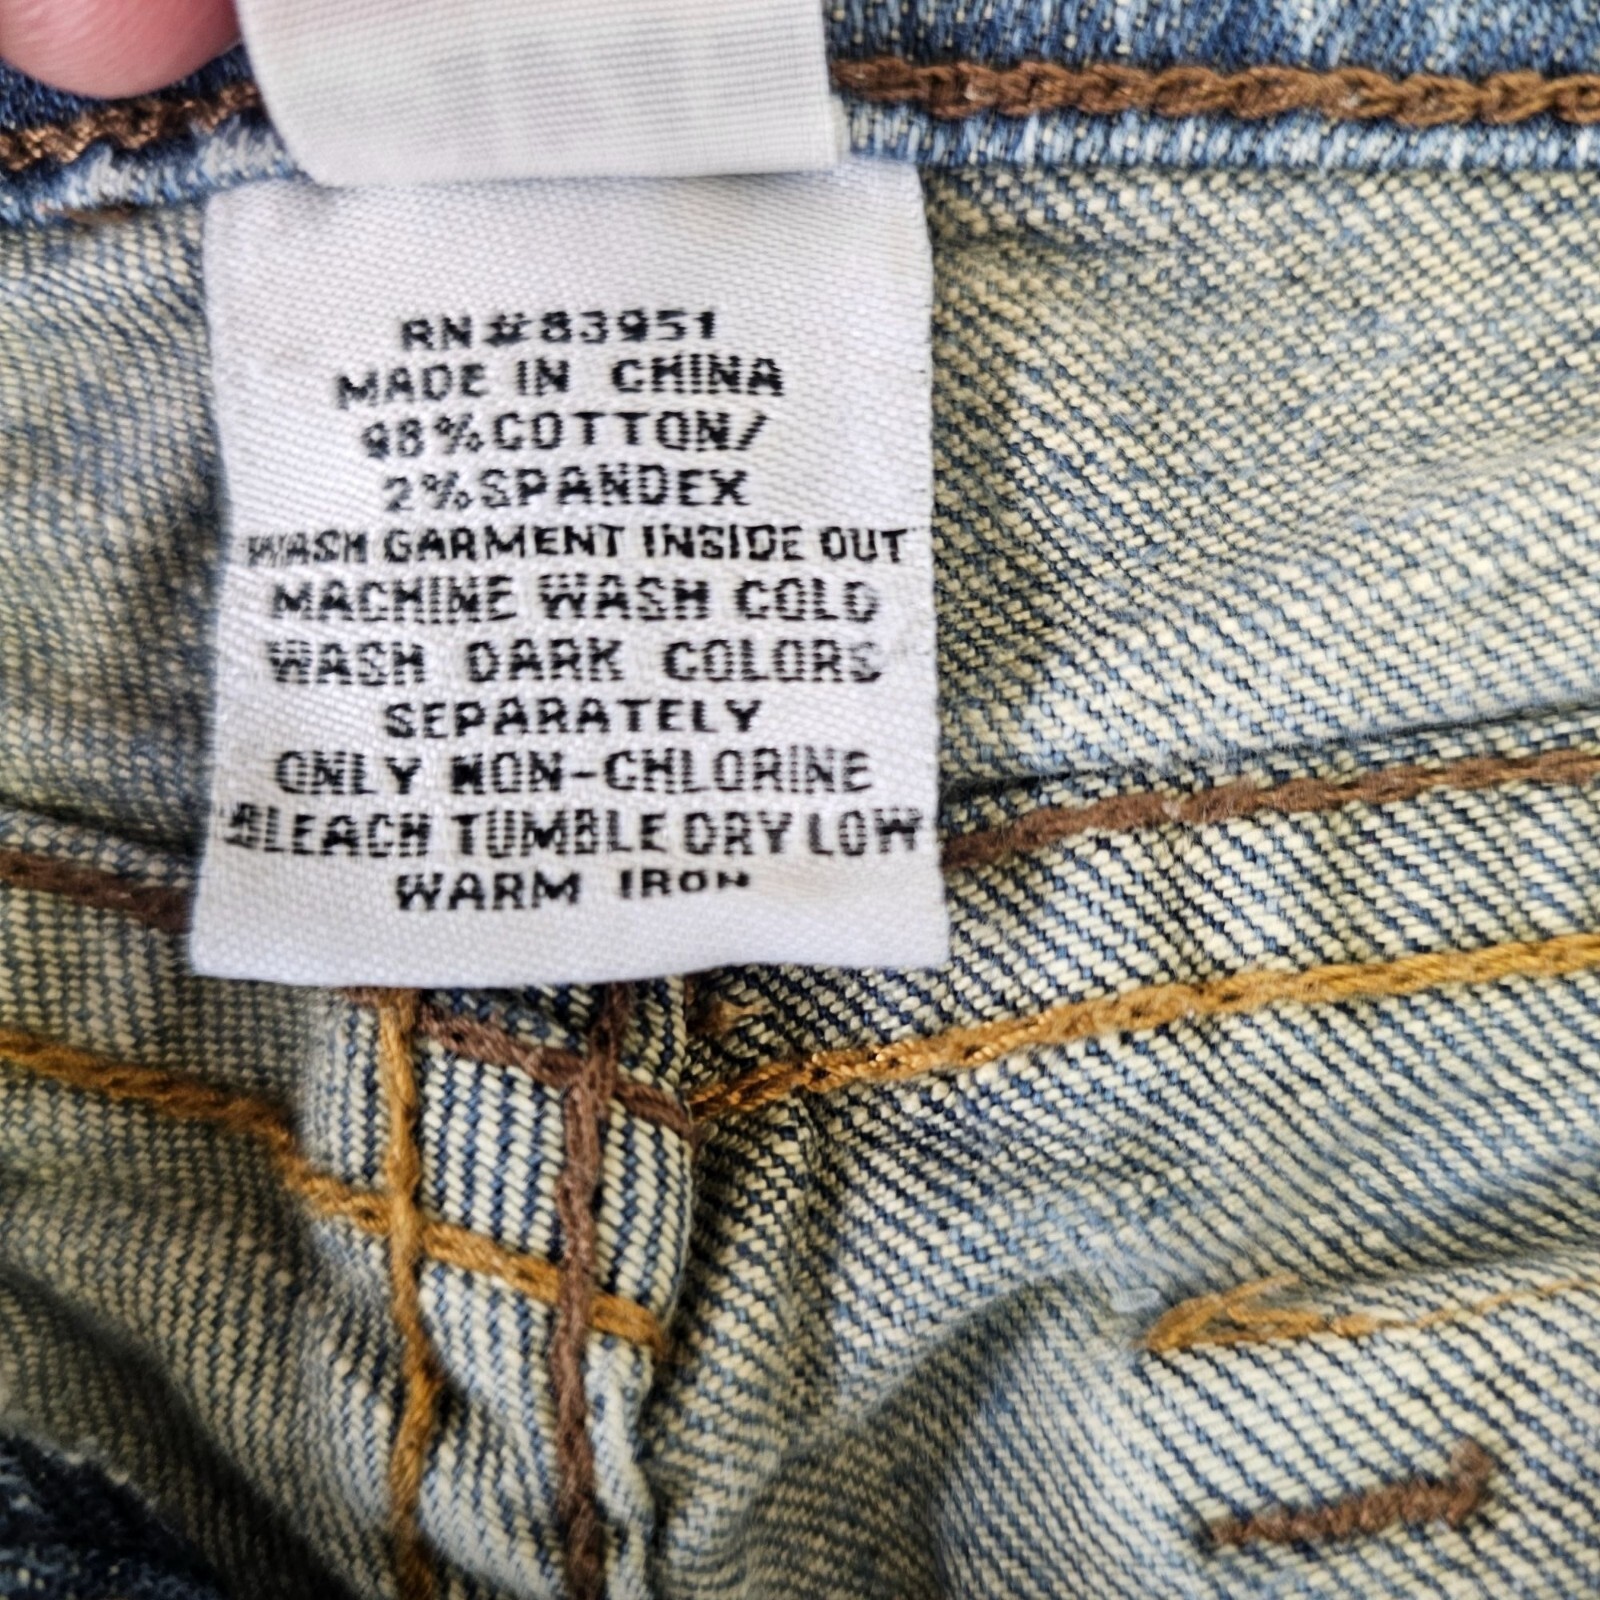 RN#83951
MADE IN CHINA
98%COTTON/
2%SPANDEX
WASH GARMENT INSIDE OUT
MACHINE WASH COLD
WASH DARK COLORS
SEPARATELY
ONLY NON-CHLORINE
BLEACH TUMBLE DRY LOW
WARM IRON